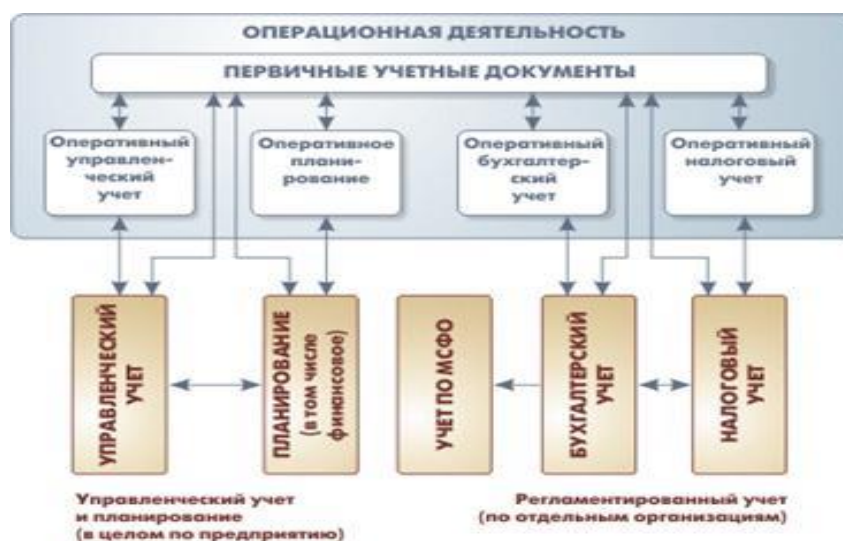 ОПЕРАЦИОННАЯ ДЕЯТЕЛЬНОСТЬ
ПЕРВИЧНЫЕ УЧЕТНЫЕ ДОКУМЕНТЫ
Оперативный
управлен-
ческий
учет
Оперативное
плани-
рование
Оперативный
бухгалтер-
ский
учет
Оперативный
налоговый
учет
УПРАВЛЕНЧЕСКИЙ
УЧЕТ
ПЛАНИРОВАНИЕ
(в том числе
финансовое)
УЧЕТ ПО МСФО
БУХГАЛТЕРСКИЙ
УЧЕТ
НАЛОГОВЫЙ
УЧЕТ
Управленческий учет
и планирование
(в целом по предприятию)
Регламентированный учет
(по отдельным организациям)